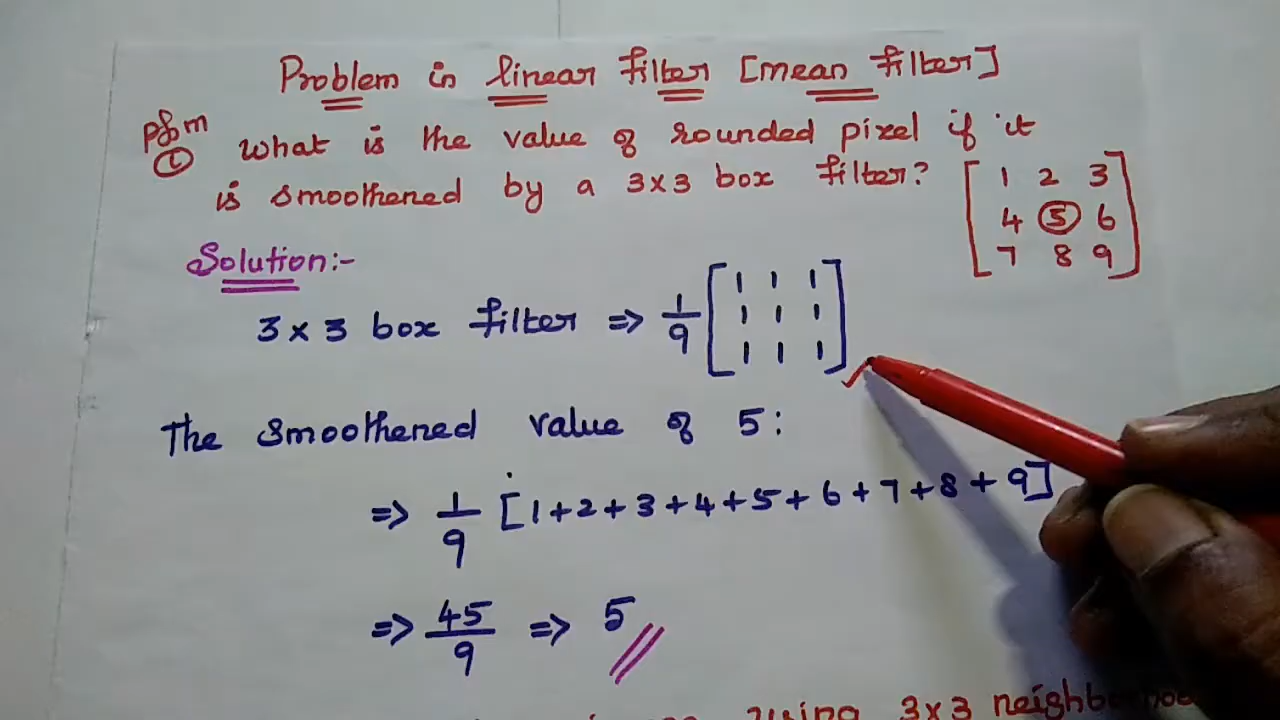 Problem in linear filter [mean filter]
pbm
① What is the value of rounded pixel if it
is smoothened by a 3x3 box filter? [1 2 3
4 ⑤ 6
7 8 9]
Solution:-
3x3 box filter => 1/9 [1 1 1
1 1 1
1 1 1]
The smoothened value of 5:
=> 1/9 [1+2+3+4+5+6+7+8+9]
=> 45/9 => 5
using 3x3